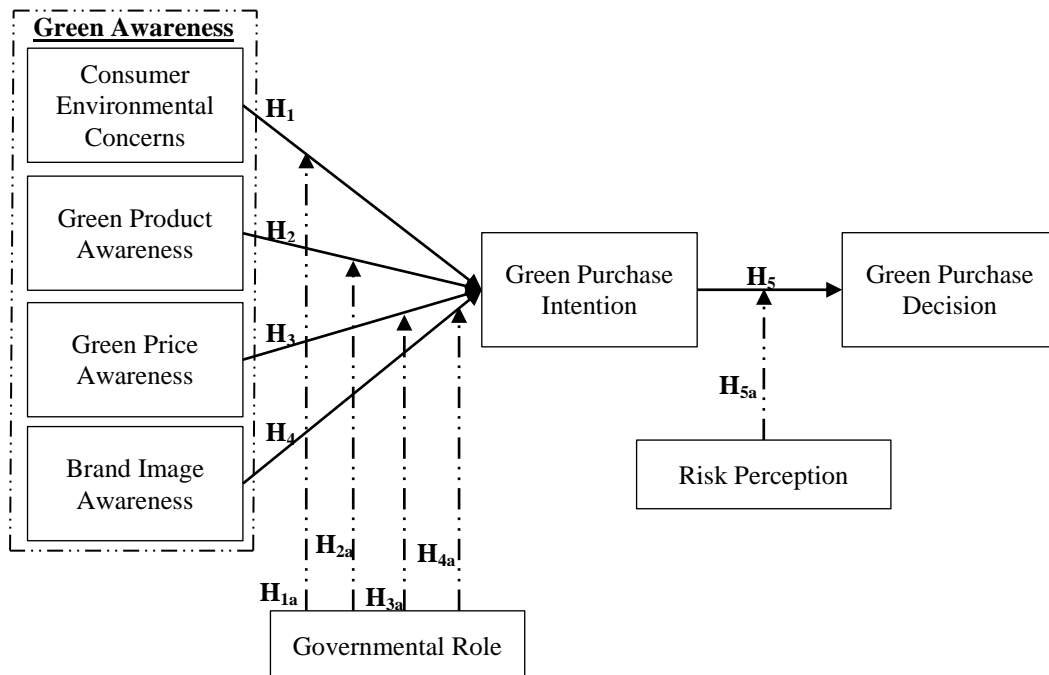 Green Awareness
Consumer
Environmental
Concerns
H1
Green Product
Awareness
H2
Green Price
Awareness
H3
Brand Image
Awareness
H4
Green Purchase
Intention
H5
Green Purchase
Decision
H5a
Risk Perception
H1a
H2a
H3a
H4a
Governmental Role